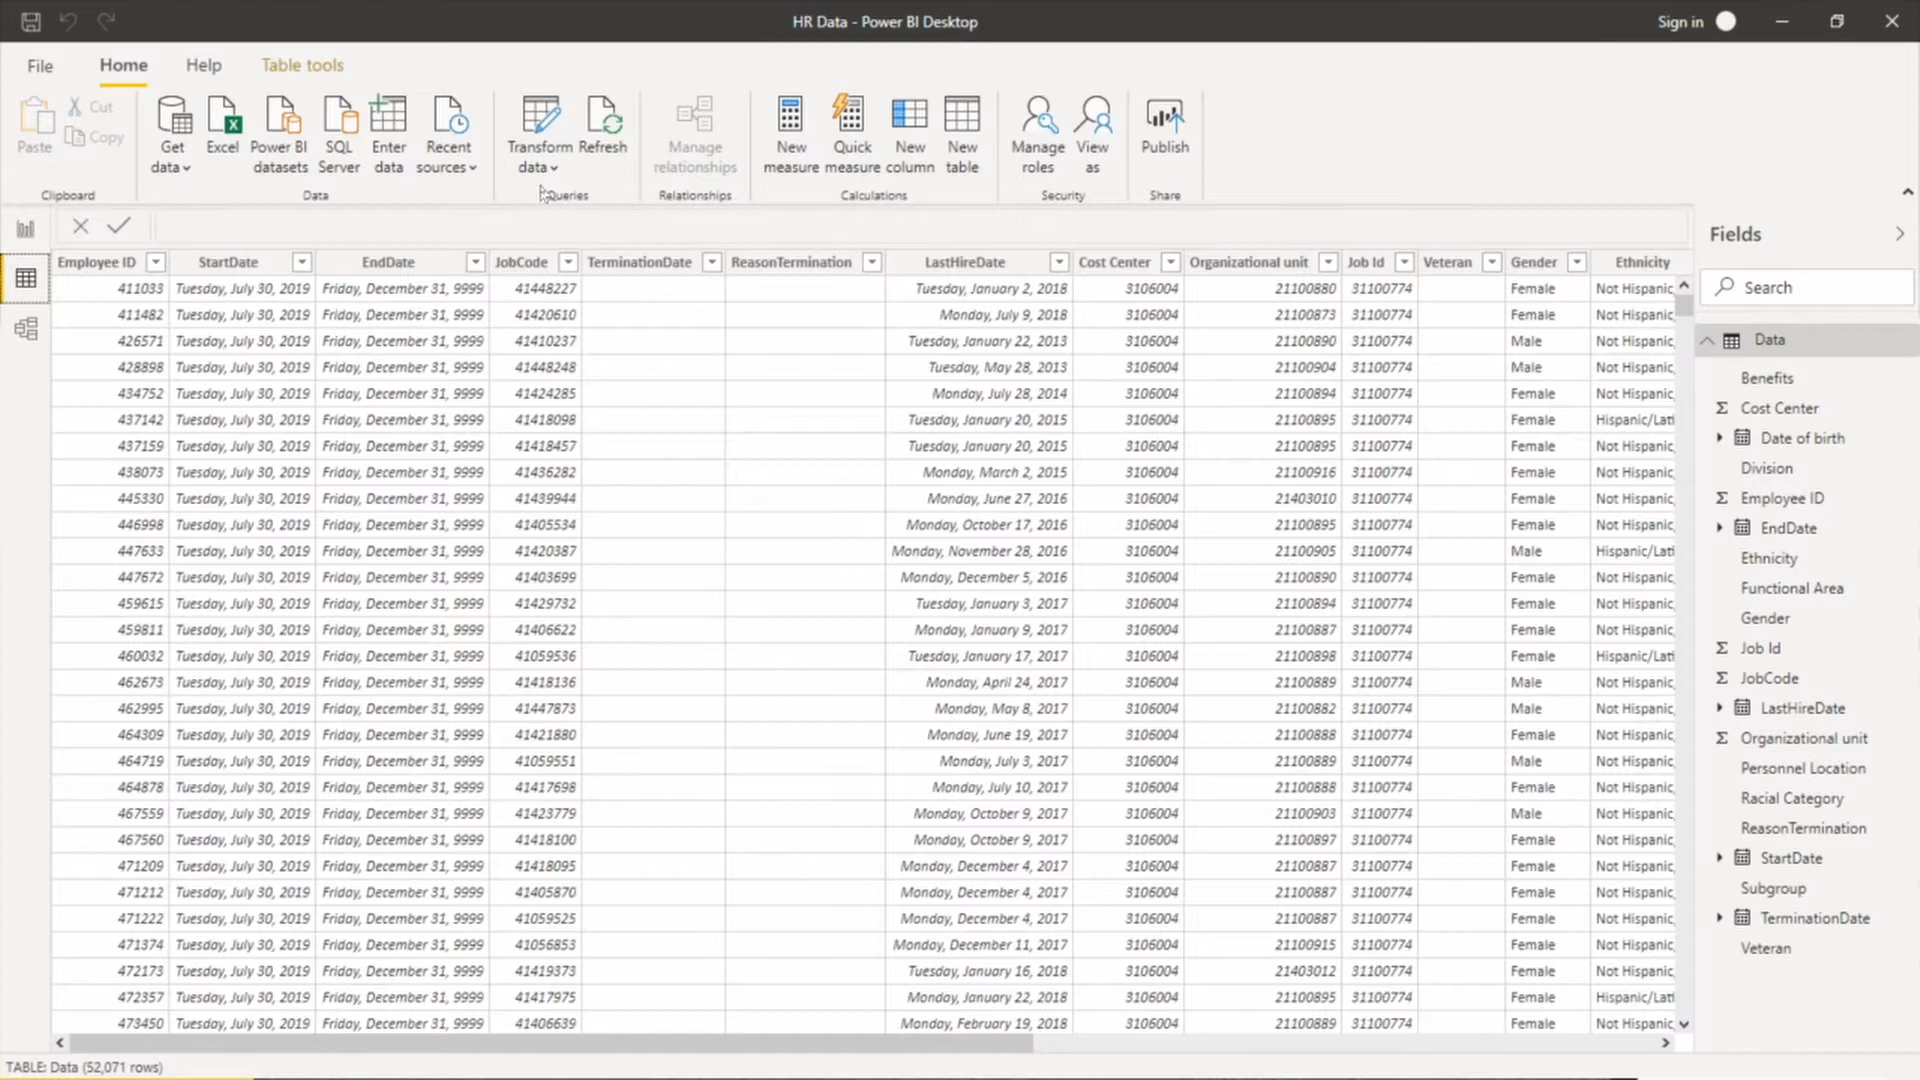 HR Data - Power BI Desktop
Sign in
File Home Help Table tools
Paste
Cut
Copy
Clipboard
Get data
Excel
Power BI datasets
SQL Server
Enter data
Recent sources
Data
Transform data
Refresh
Queries
Manage relationships
Relationships
New measure
Quick measure
New column
New table
Calculations
Manage roles
View as
Security
Publish
Share
Employee ID StartDate EndDate JobCode TerminationDate ReasonTermination LastHireDate Cost Center Organizational unit Job Id Veteran Gender Ethnicity
411033 Tuesday, July 30, 2019 Friday, December 31, 9999 41448227 Tuesday, January 2, 2018 3106004 21100880 31100774 Female Not Hispanic,
411482 Tuesday, July 30, 2019 Friday, December 31, 9999 41420610 Monday, July 9, 2018 3106004 21100873 31100774 Female Not Hispanic,
426571 Tuesday, July 30, 2019 Friday, December 31, 9999 41410237 Tuesday, January 22, 2013 3106004 21100890 31100774 Male Not Hispanic,
428898 Tuesday, July 30, 2019 Friday, December 31, 9999 41448248 Tuesday, May 28, 2013 3106004 21100904 31100774 Male Not Hispanic,
434752 Tuesday, July 30, 2019 Friday, December 31, 9999 41424285 Monday, July 28, 2014 3106004 21100894 31100774 Female Not Hispanic,
437142 Tuesday, July 30, 2019 Friday, December 31, 9999 41418098 Tuesday, January 20, 2015 3106004 21100895 31100774 Female Hispanic/Lati
437159 Tuesday, July 30, 2019 Friday, December 31, 9999 41418457 Tuesday, January 20, 2015 3106004 21100895 31100774 Female Not Hispanic,
438073 Tuesday, July 30, 2019 Friday, December 31, 9999 41436282 Monday, March 2, 2015 3106004 21100916 31100774 Female Not Hispanic,
445330 Tuesday, July 30, 2019 Friday, December 31, 9999 41439944 Monday, June 27, 2016 3106004 21403010 31100774 Female Not Hispanic,
446998 Tuesday, July 30, 2019 Friday, December 31, 9999 41405534 Monday, October 17, 2016 3106004 21100895 31100774 Female Not Hispanic,
447633 Tuesday, July 30, 2019 Friday, December 31, 9999 41420387 Monday, November 28, 2016 3106004 21100905 31100774 Male Hispanic/Lati
447672 Tuesday, July 30, 2019 Friday, December 31, 9999 41403699 Monday, December 5, 2016 3106004 21100890 31100774 Female Not Hispanic,
459615 Tuesday, July 30, 2019 Friday, December 31, 9999 41429732 Tuesday, January 3, 2017 3106004 21100894 31100774 Female Not Hispanic,
459811 Tuesday, July 30, 2019 Friday, December 31, 9999 41406622 Monday, January 9, 2017 3106004 21100887 31100774 Female Not Hispanic,
460032 Tuesday, July 30, 2019 Friday, December 31, 9999 41059536 Tuesday, January 17, 2017 3106004 21100898 31100774 Female Hispanic/Lati
462673 Tuesday, July 30, 2019 Friday, December 31, 9999 41418136 Monday, April 24, 2017 3106004 21100889 31100774 Male Not Hispanic,
462995 Tuesday, July 30, 2019 Friday, December 31, 9999 41447873 Monday, May 8, 2017 3106004 21100882 31100774 Male Not Hispanic,
464309 Tuesday, July 30, 2019 Friday, December 31, 9999 41421880 Monday, June 19, 2017 3106004 21100888 31100774 Female Not Hispanic,
464719 Tuesday, July 30, 2019 Friday, December 31, 9999 41059551 Monday, July 3, 2017 3106004 21100889 31100774 Male Not Hispanic,
464878 Tuesday, July 30, 2019 Friday, December 31, 9999 41417698 Monday, July 10, 2017 3106004 21100888 31100774 Female Not Hispanic,
467559 Tuesday, July 30, 2019 Friday, December 31, 9999 41423779 Monday, October 9, 2017 3106004 21100903 31100774 Male Not Hispanic,
467560 Tuesday, July 30, 2019 Friday, December 31, 9999 41418100 Monday, October 9, 2017 3106004 21100897 31100774 Female Not Hispanic,
471209 Tuesday, July 30, 2019 Friday, December 31, 9999 41418095 Monday, December 4, 2017 3106004 21100887 31100774 Female Not Hispanic,
471212 Tuesday, July 30, 2019 Friday, December 31, 9999 41405870 Monday, December 4, 2017 3106004 21100887 31100774 Female Not Hispanic,
471222 Tuesday, July 30, 2019 Friday, December 31, 9999 41059525 Monday, December 4, 2017 3106004 21100887 31100774 Female Not Hispanic,
471374 Tuesday, July 30, 2019 Friday, December 31, 9999 41056853 Monday, December 11, 2017 3106004 21100915 31100774 Female Not Hispanic,
472173 Tuesday, July 30, 2019 Friday, December 31, 9999 41419373 Tuesday, January 16, 2018 3106004 21403012 31100774 Female Not Hispanic,
472357 Tuesday, July 30, 2019 Friday, December 31, 9999 41417975 Monday, January 22, 2018 3106004 21100895 31100774 Female Hispanic/Lati
473450 Tuesday, July 30, 2019 Friday, December 31, 9999 41406639 Monday, February 19, 2018 3106004 21100889 31100774 Female Not Hispanic,
Fields
Search
Data
Benefits
Σ Cost Center
Date of birth
Division
Σ Employee ID
EndDate
Ethnicity
Functional Area
Gender
Σ Job Id
Σ JobCode
LastHireDate
Σ Organizational unit
Personnel Location
Racial Category
ReasonTermination
StartDate
Subgroup
TerminationDate
Veteran
TABLE: Data (52,071 rows)